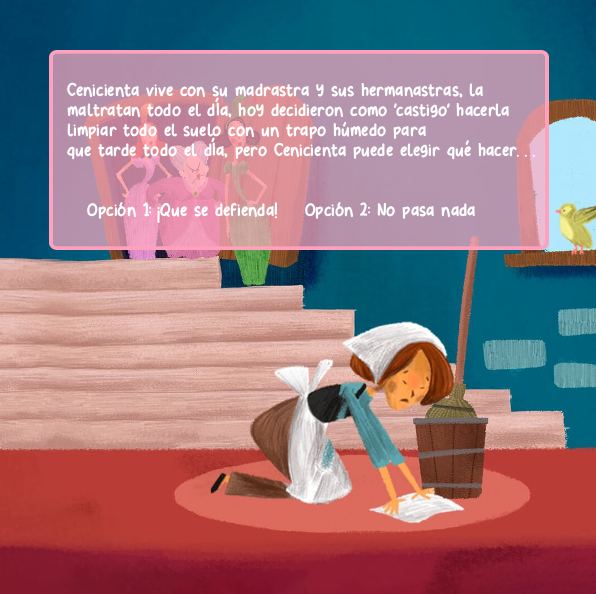 Cenicienta vive con su madrastra y sus hermanastras, la
maltratan todo el día, hoy decidieron como 'castigo' hacerla
limpiar todo el suelo con un trapo húmedo para
que tarde todo el día, pero Cenicienta puede elegir qué hacer...
Opción 1: ¡Que se defienda! Opción 2: No pasa nada